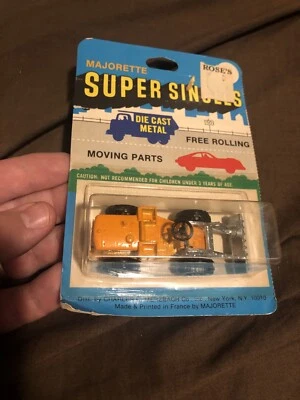 ROSE'S
MAJORETTE
SUPER SINGLES
DIE CAST
METAL
FREE ROLLING
MOVING PARTS
CAUTION: NOT RECOMMENDED FOR CHILDREN UNDER 3 YEARS OF AGE.
New York, N.Y. 10010
Made & Printed in France by MAJORETTE